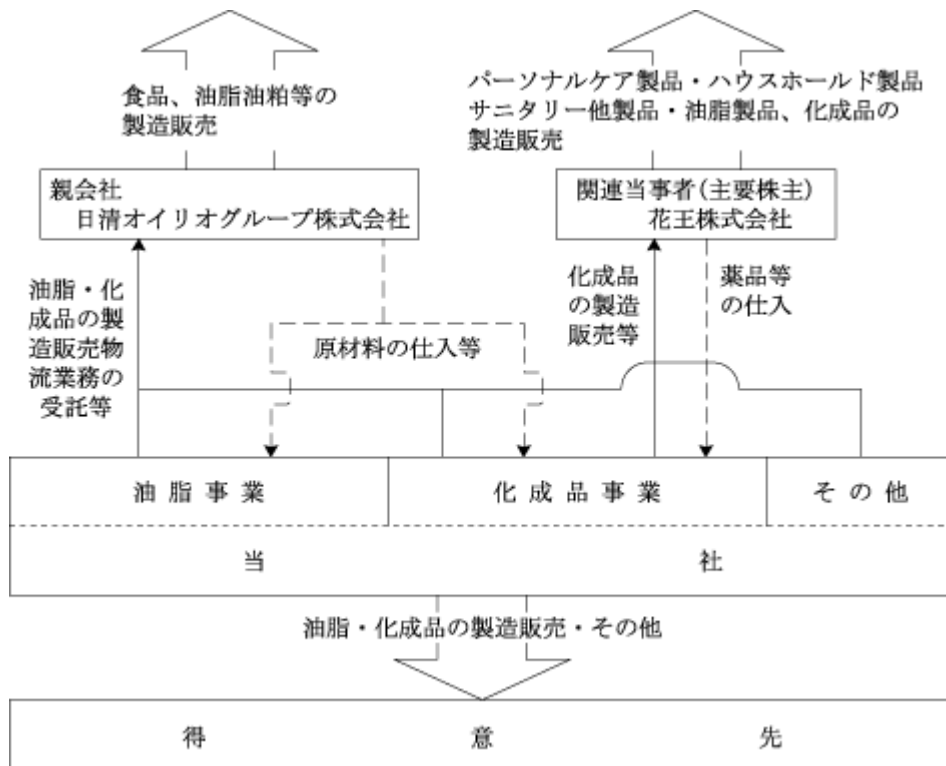 食品、油脂油粕等の
製造販売
パーソナルケア製品・ハウスホールド製品
サニタリー他製品・油脂製品、化成品の
製造販売
親会社
日清オイリオグループ株式会社
関連当事者(主要株主)
花王株式会社
油脂・化
成品の製
造販売物
流業務の
受託等
原材料の仕入等
化成品
の製造
販売等
薬品等
の仕入
油脂事業
化成品事業
その他
当社
油脂・化成品の製造販売・その他
得意先